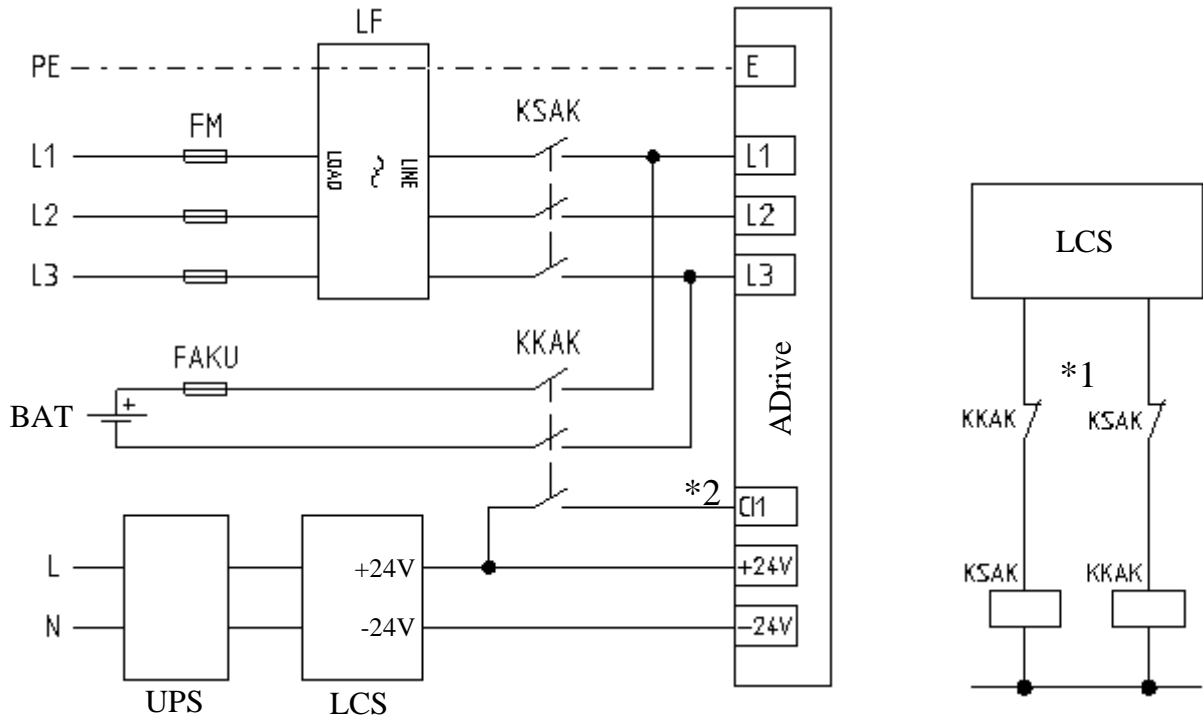 LF
PE
E
FM
KSAK
L1
LOAD
~
LINE
L1
L2
L2
L3
L3
FAKU
KKAK
BAT
+
ADrive
*2
CI1
L
+24V
+24V
N
-24V
-24V
UPS
LCS
LCS
*1
KKAK
KSAK
KSAK
KKAK